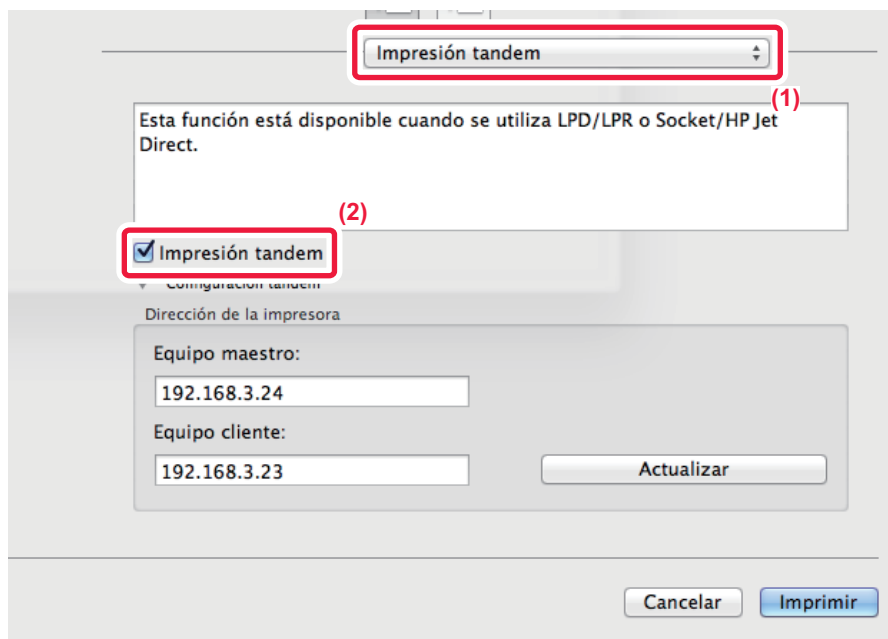 Impresión tandem
(1)
Esta función está disponible cuando se utiliza LPD/LPR o Socket/HP Jet
Direct.
(2)
Impresión tandem
Configuración tandem
Dirección de la impresora
Equipo maestro:
192.168.3.24
Equipo cliente:
192.168.3.23
Actualizar
Cancelar
Imprimir